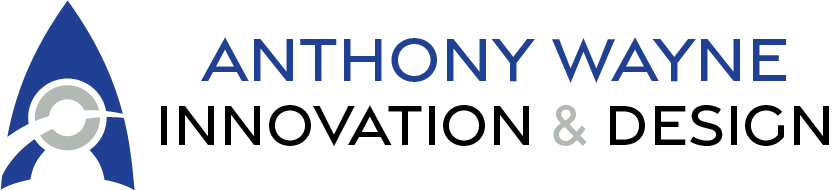 ANTHONY WAYNE
INNOVATION & DESIGN